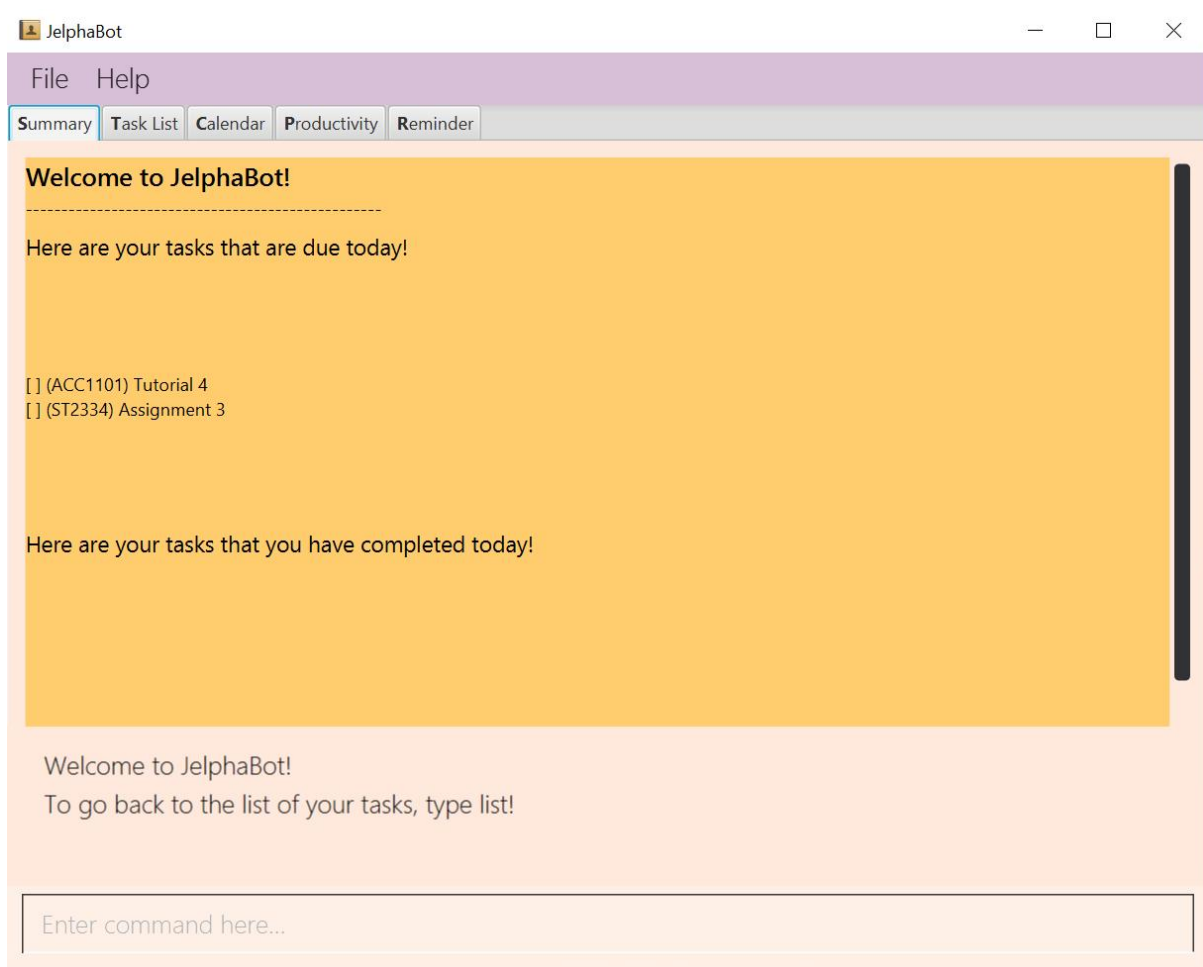 JelphaBot
File Help
Summary Task List Calendar Productivity Reminder
Welcome to JelphaBot!
--------------------------------------------------
Here are your tasks that are due today!
[ ] (ACC1101) Tutorial 4
[ ] (ST2334) Assignment 3
Here are your tasks that you have completed today!
Welcome to JelphaBot!
To go back to the list of your tasks, type list!
Enter command here...